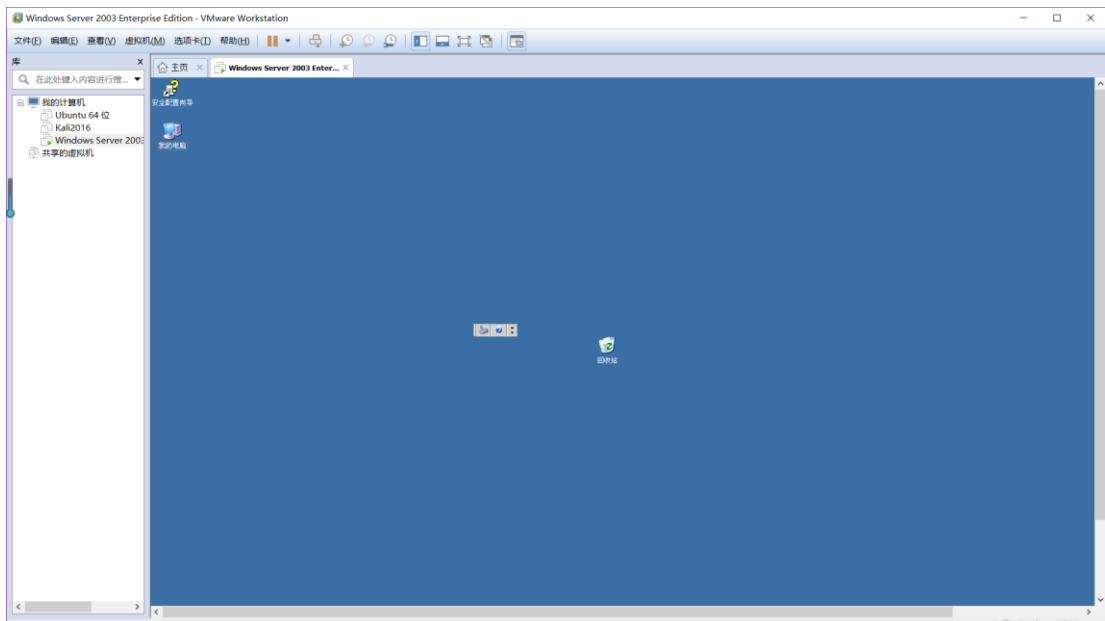 Windows Server 2003 Enterprise Edition - VMware Workstation
文件(F) 编辑(E) 查看(V) 虚拟机(M) 选项卡(T) 帮助(H)
库 x
在此处键入内容进行搜...
我的计算机
Ubuntu 64 位
Kali2016
Windows Server 2003
共享的虚拟机
主页 × Windows Server 2003 Enter... ×
安全配置向导
我的电脑
回收站